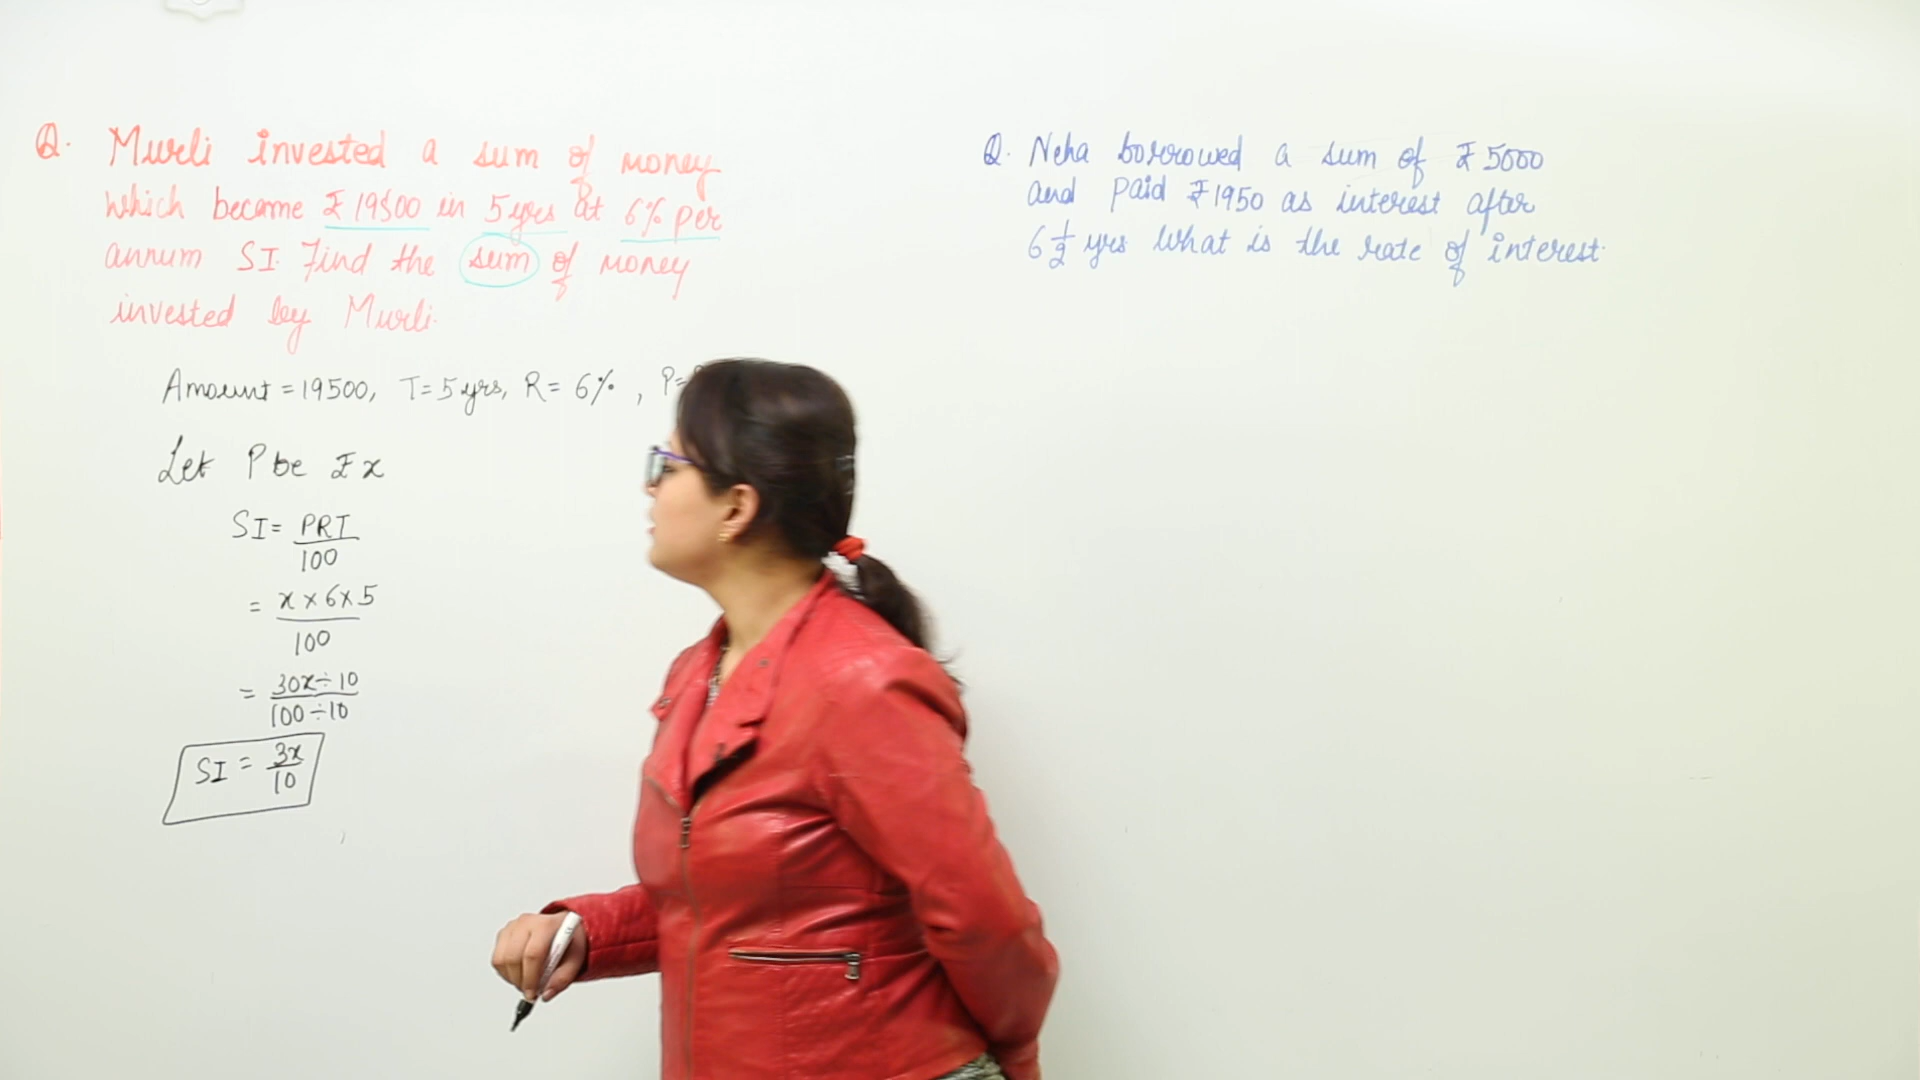 Q. Murli invested a sum of money
which became ₹19500 in 5yrs at 6% per
annum SI. Find the sum of money
invested by Murli.
Amount = 19500, T= 5 yrs, R= 6% , P=
Let P be ₹ x
SI= PRT
100
= x × 6 × 5
100
= 30x÷10
100÷10
SI = 3x
10
Q. Neha borrowed a sum of ₹5000
and paid ₹1950 as interest after
6 1/2 yrs What is the rate of interest.